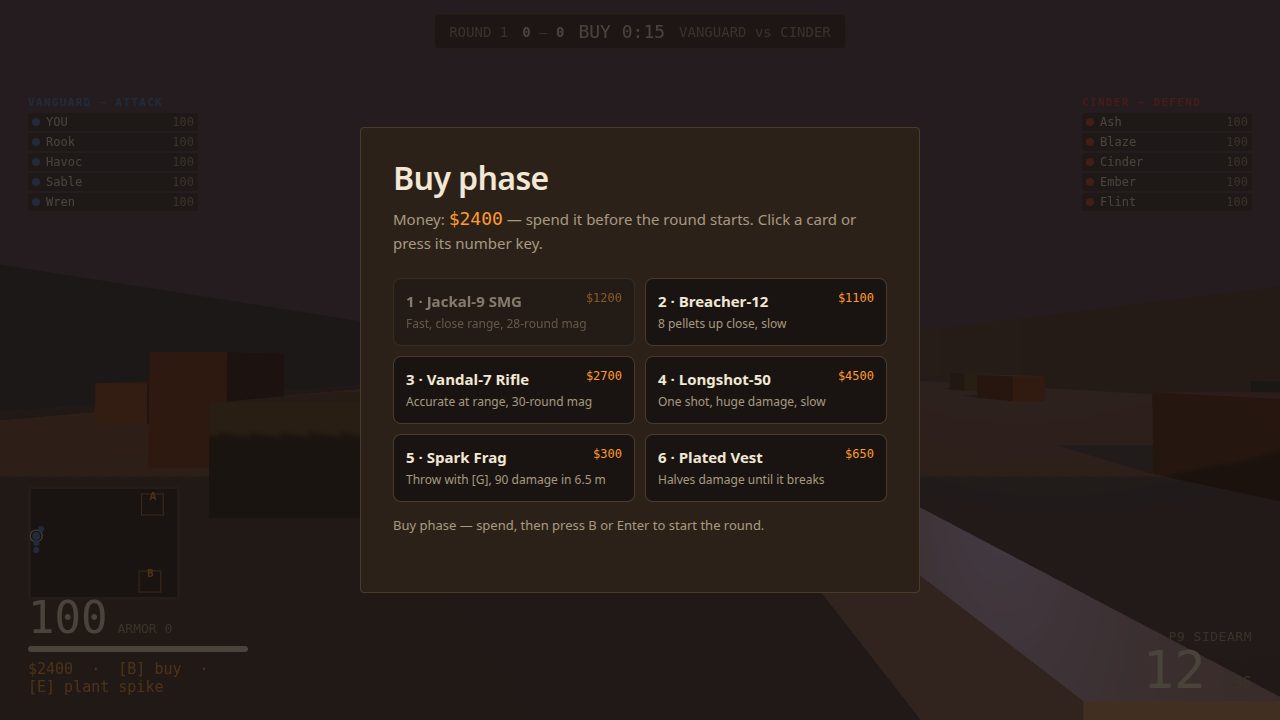 ROUND 1 0 – 0 BUY 0:15 VANGUARD vs CINDER
VANGUARD — ATTACK
YOU 100
Rook 100
Havoc 100
Sable 100
Wren 100
CINDER — DEFEND
Ash 100
Blaze 100
Cinder 100
Ember 100
Flint 100
Buy phase
Money: $2400 — spend it before the round starts. Click a card or
press its number key.
1 · Jackal-9 SMG $1200
Fast, close range, 28-round mag
2 · Breacher-12 $1100
8 pellets up close, slow
3 · Vandal-7 Rifle $2700
Accurate at range, 30-round mag
4 · Longshot-50 $4500
One shot, huge damage, slow
5 · Spark Frag $300
Throw with [G], 90 damage in 6.5 m
6 · Plated Vest $650
Halves damage until it breaks
Buy phase — spend, then press B or Enter to start the round.
A
B
100 ARMOR 0
$2400 · [B] buy ·
[E] plant spike
P9 SIDEARM
12